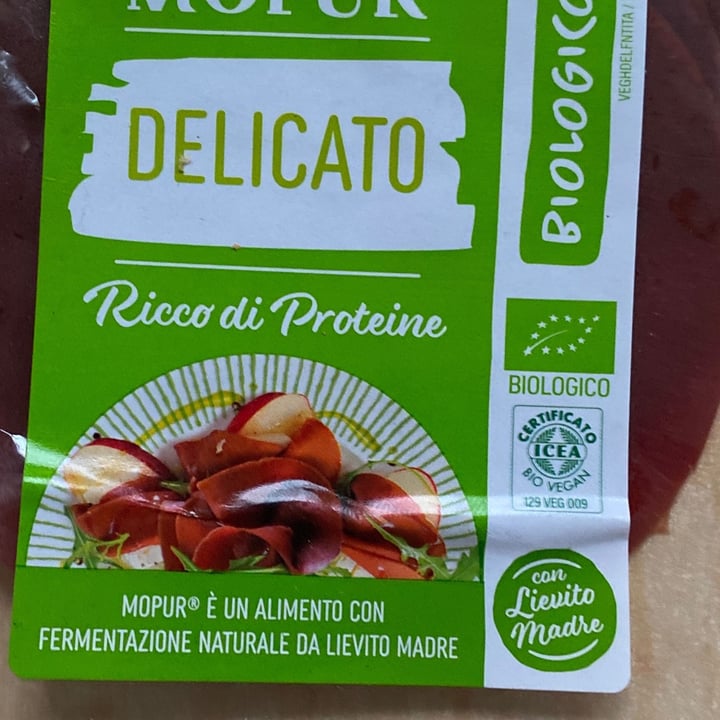 MOPUR
DELICATO
Ricco di Proteine
MOPUR® È UN ALIMENTO CON
FERMENTAZIONE NATURALE DA LIEVITO MADRE
BIOLOGICO
VEGHDELFNTITA /
BIOLOGICO
CERTIFICATO
ICEA
BIO VEGAN
129 VEG 009
con
Lievito
Madre